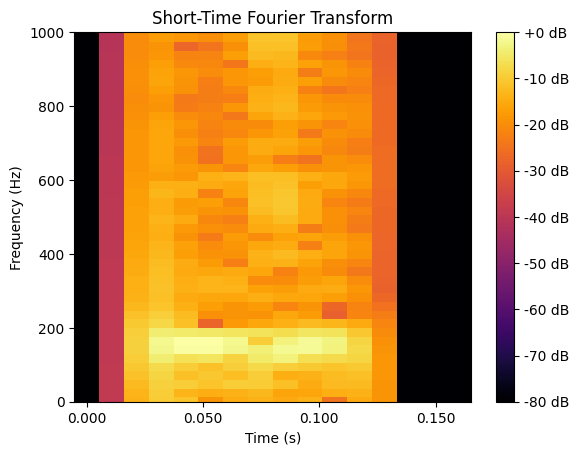 Short-Time Fourier Transform
1000
800
600
400
200
0
Frequency (Hz)
0.000
0.050
0.100
0.150
Time (s)
+0 dB
-10 dB
-20 dB
-30 dB
-40 dB
-50 dB
-60 dB
-70 dB
-80 dB